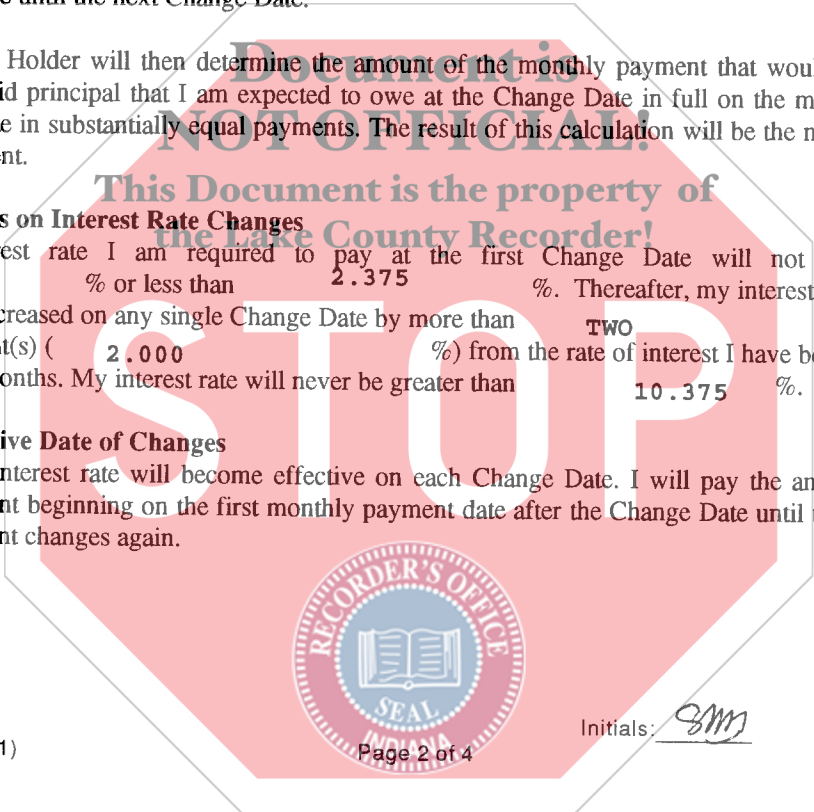 until the next Change Date.
Document is
Holder will then determine the amount of the monthly payment that woul
id principal that I am expected to owe at the Change Date in full on the m
NOT OFFICIAL!
e in substantially equal payments. The result of this calculation will be the n
nt.
This Document is the property of
s on Interest Rate Changes
the Lake County Recorder!
est rate I am required to pay at the first Change Date will not
% or less than 2.375 %. Thereafter, my interest
creased on any single Change Date by more than TWO
t(s) ( 2.000 %) from the rate of interest I have be
onths. My interest rate will never be greater than 10.375 %.
STOP
ive Date of Changes
nterest rate will become effective on each Change Date. I will pay the an
nt beginning on the first monthly payment date after the Change Date until
nt changes again.
RECORDER'S OFFICE
SEAL
INDIANA
Initials: SMM
1)
Page 2 of 4